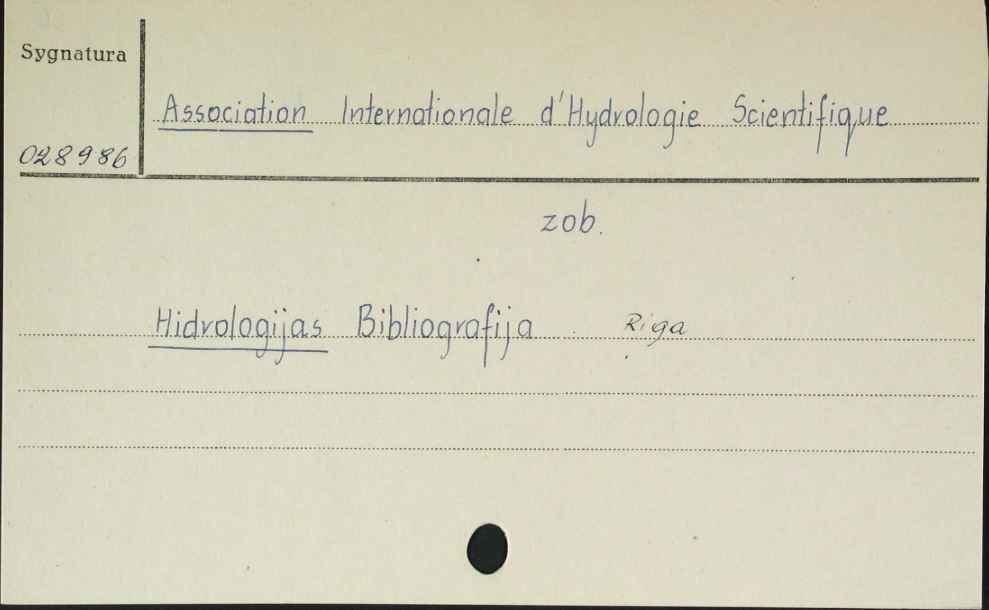 Sygnatura
Association Internationale d'Hydrologie Scientifique
028986
zob.
Hidrologijas Bibliografija Riga